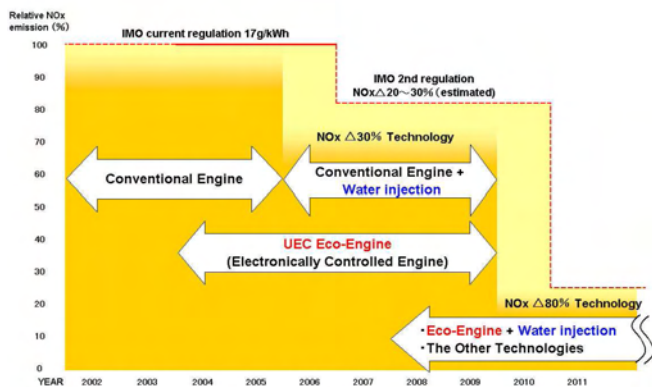 Relative NOx
emission (%)
IMO current regulation 17g/kWh
100
90
80
70
60
50
40
30
20
10
0
IMO 2nd regulation
NOx△20～30% (estimated)
NOx △30% Technology
Conventional Engine
Conventional Engine +
Water injection
UEC Eco-Engine
(Electronically Controlled Engine)
NOx △80% Technology
・Eco-Engine + Water injection
・The Other Technologies
YEAR 2002 2003 2004 2005 2006 2007 2008 2009 2010 2011